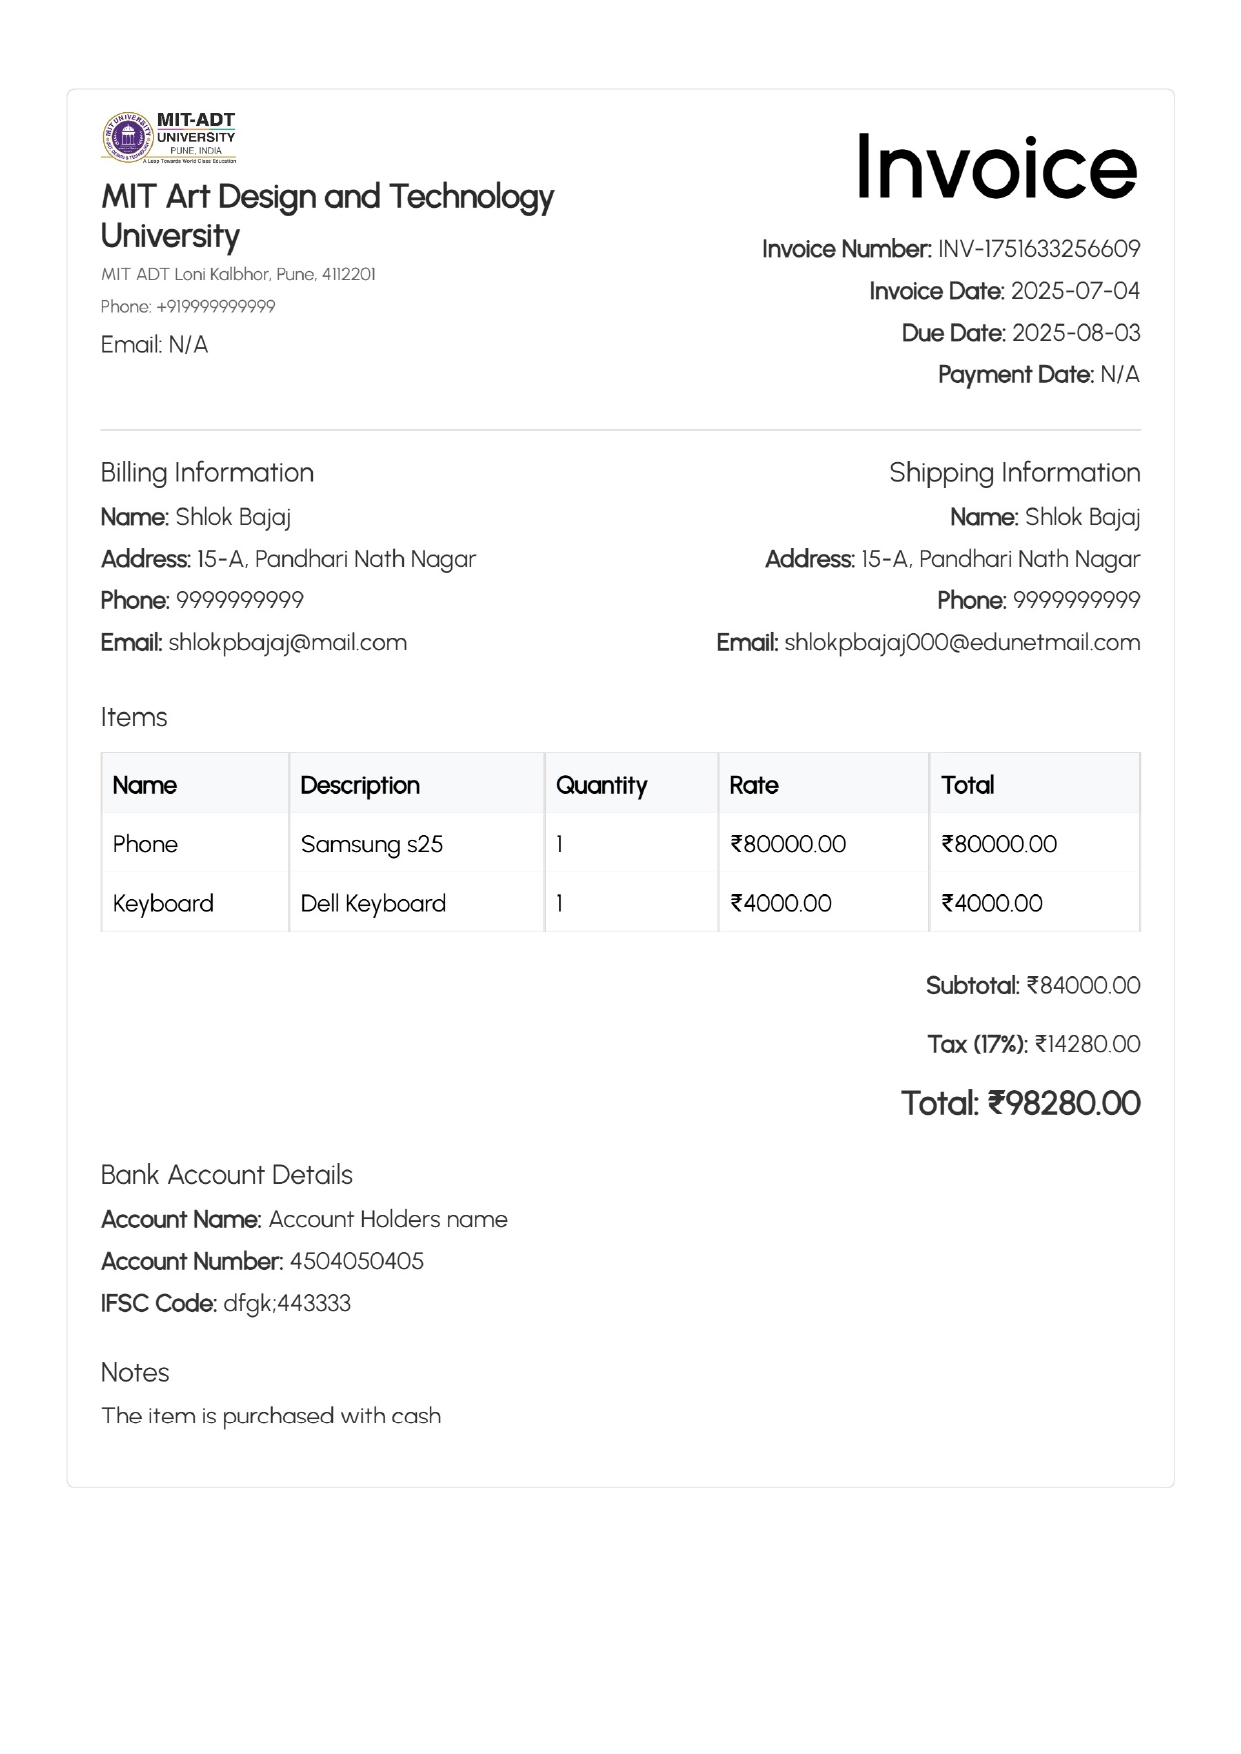 MIT-ADT
UNIVERSITY
PUNE, INDIA
A Leap Towards World Class Education
MIT Art Design and Technology
University
MIT ADT Loni Kalbhor, Pune, 4112201
Phone: +919999999999
Email: N/A
Invoice
Invoice Number: INV-1751633256609
Invoice Date: 2025-07-04
Due Date: 2025-08-03
Payment Date: N/A
Billing Information
Name: Shlok Bajaj
Address: 15-A, Pandhari Nath Nagar
Phone: 9999999999
Email: shlokpbajaj@mail.com
Shipping Information
Name: Shlok Bajaj
Address: 15-A, Pandhari Nath Nagar
Phone: 9999999999
Email: shlokpbajaj000@edunetmail.com
Items
Name Description Quantity Rate Total
Phone Samsung s25 1 ₹80000.00 ₹80000.00
Keyboard Dell Keyboard 1 ₹4000.00 ₹4000.00
Subtotal: ₹84000.00
Tax (17%): ₹14280.00
Total: ₹98280.00
Bank Account Details
Account Name: Account Holders name
Account Number: 4504050405
IFSC Code: dfgk;443333
Notes
The item is purchased with cash